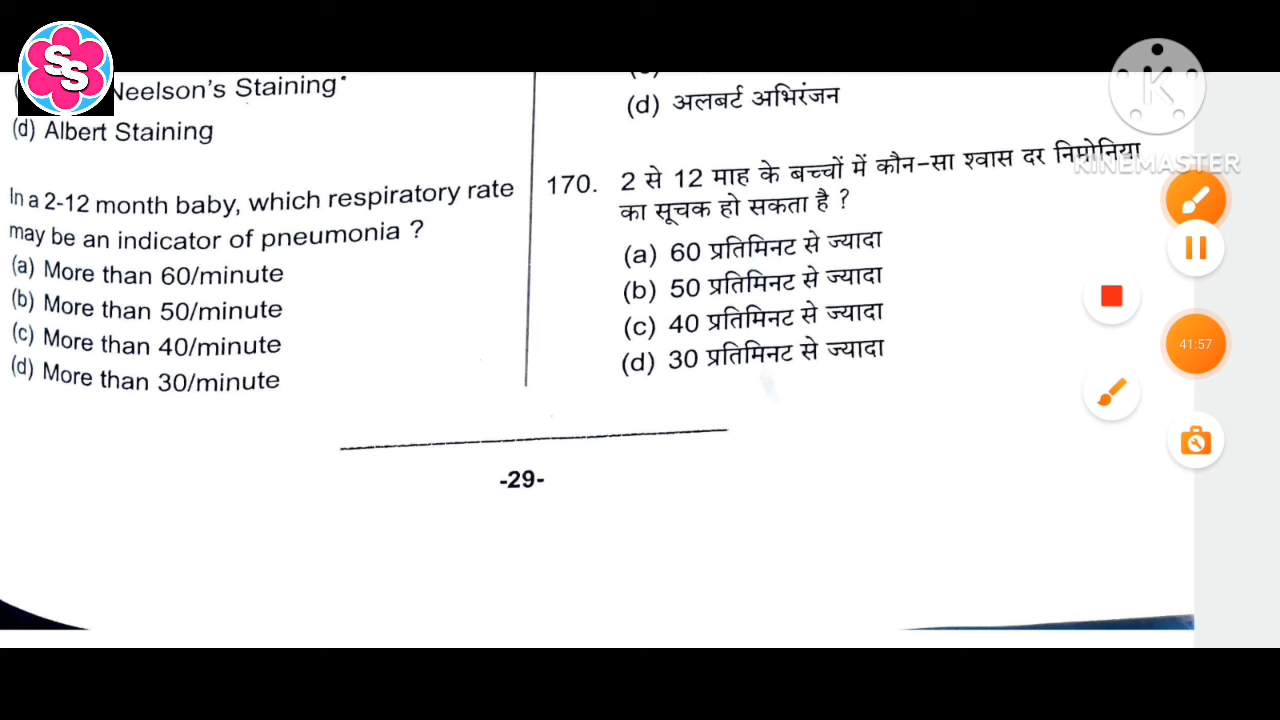 SS
Neelson's Staining
(d) Albert Staining
In a 2-12 month baby, which respiratory rate
may be an indicator of pneumonia ?
(a) More than 60/minute
(b) More than 50/minute
(c) More than 40/minute
(d) More than 30/minute
(d) अलबर्ट अभिरंजन
170. 2 से 12 माह के बच्चों में कौन-सा श्वास दर निमोनिया
का सूचक हो सकता है ?
(a) 60 प्रतिमिनट से ज्यादा
(b) 50 प्रतिमिनट से ज्यादा
(c) 40 प्रतिमिनट से ज्यादा
(d) 30 प्रतिमिनट से ज्यादा
-29-
K
KINEMASTER
41:57